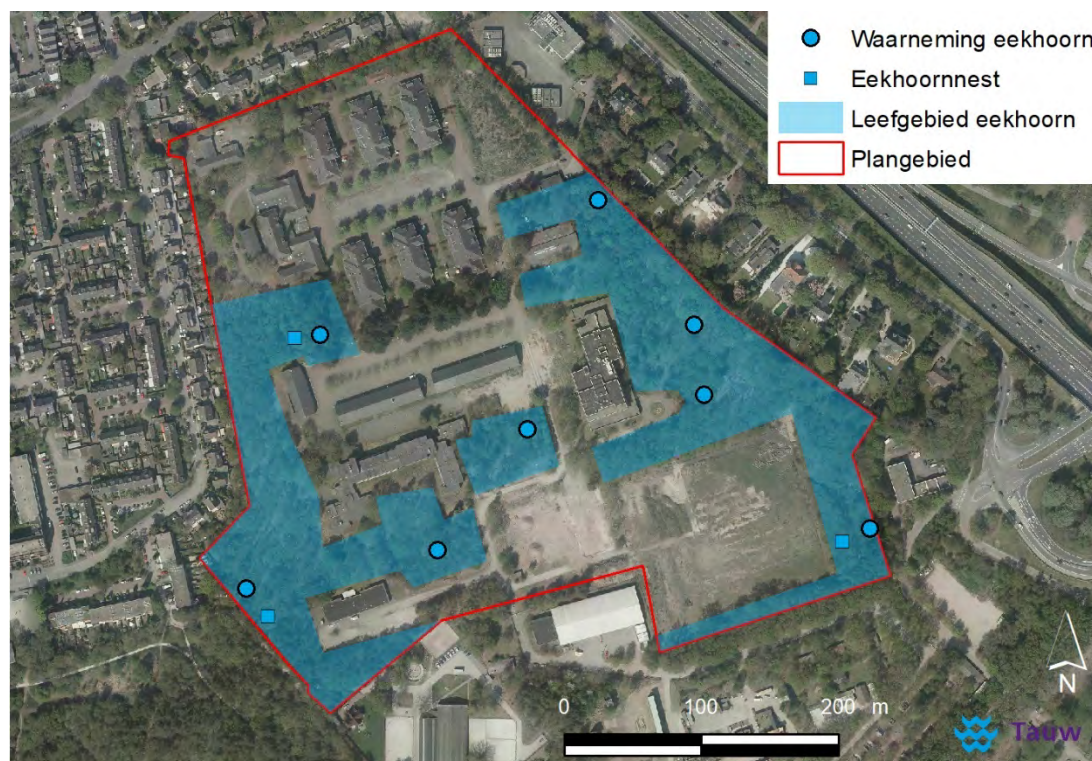 Waarneming eekhoorn
Eekhoornnest
Leefgebied eekhoorn
Plangebied
N
0 100 200 m
Tauw